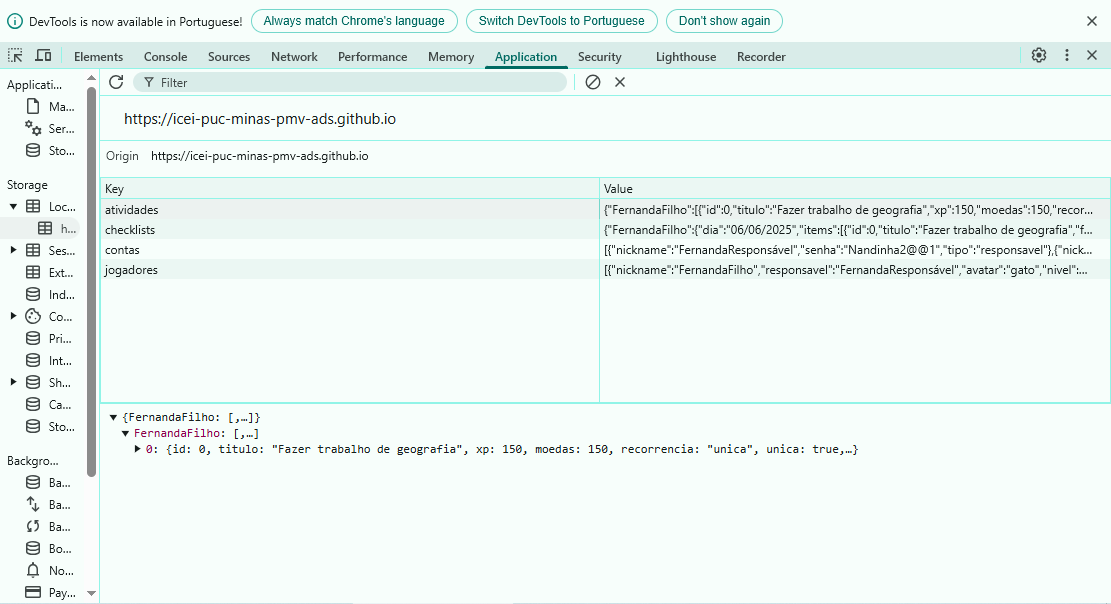 DevTools is now available in Portuguese! Always match Chrome's language Switch DevTools to Portuguese Don't show again
Elements Console Sources Network Performance Memory Application Security Lighthouse Recorder
Applicati...
Ma...
Ser...
Sto...
Storage
Loc...
h...
Ses...
Ext...
Ind...
Co...
Pri...
Int...
Sh...
Ca...
Sto...
Backgro...
Ba...
Ba...
Ba...
Bo...
No...
Pay...
Filter
https://icei-puc-minas-pmv-ads.github.io
Origin https://icei-puc-minas-pmv-ads.github.io
Key Value
atividades {"FernandaFilho":[{"id":0,"titulo":"Fazer trabalho de geografia","xp":150,"moedas":150,"recor...
checklists {"FernandaFilho":{"dia":"06/06/2025","items":[{"id":0,"titulo":"Fazer trabalho de geografia","f...
contas [{"nickname":"FernandaResponsável","senha":"Nandinha2@@1","tipo":"responsavel"},{"nick...
jogadores [{"nickname":"FernandaFilho","responsavel":"FernandaResponsável","avatar":"gato","nivel":...
{FernandaFilho: [,…]}
FernandaFilho: [,…]
0: {id: 0, titulo: "Fazer trabalho de geografia", xp: 150, moedas: 150, recorrencia: "unica", unica: true,…}